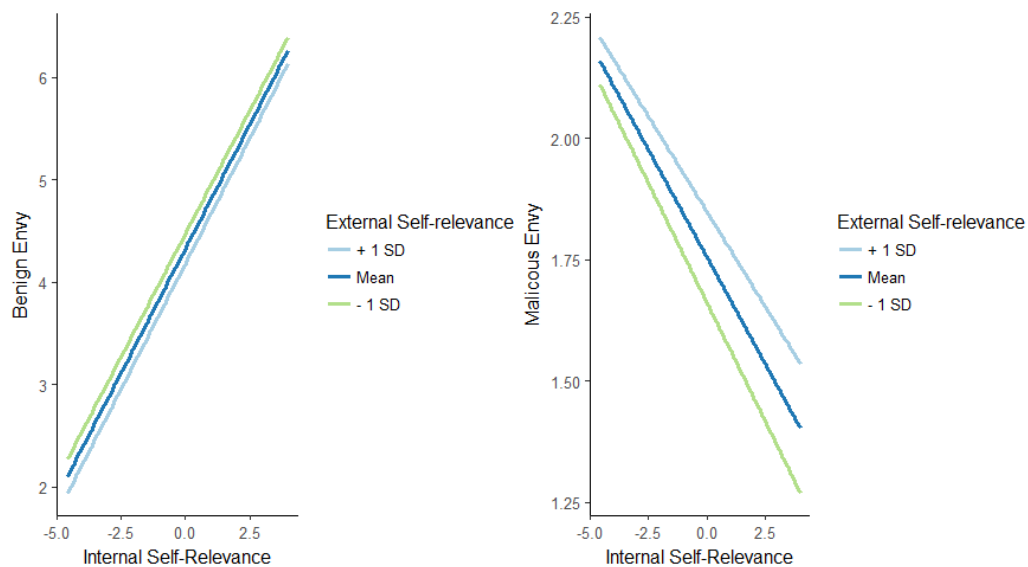 Benign Envy
6
5
4
3
2
-5.0 -2.5 0.0 2.5
Internal Self-Relevance
External Self-relevance
+ 1 SD
Mean
- 1 SD
Malicous Envy
2.25
2.00
1.75
1.50
1.25
-5.0 -2.5 0.0 2.5
Internal Self-Relevance
External Self-relevance
+ 1 SD
Mean
- 1 SD